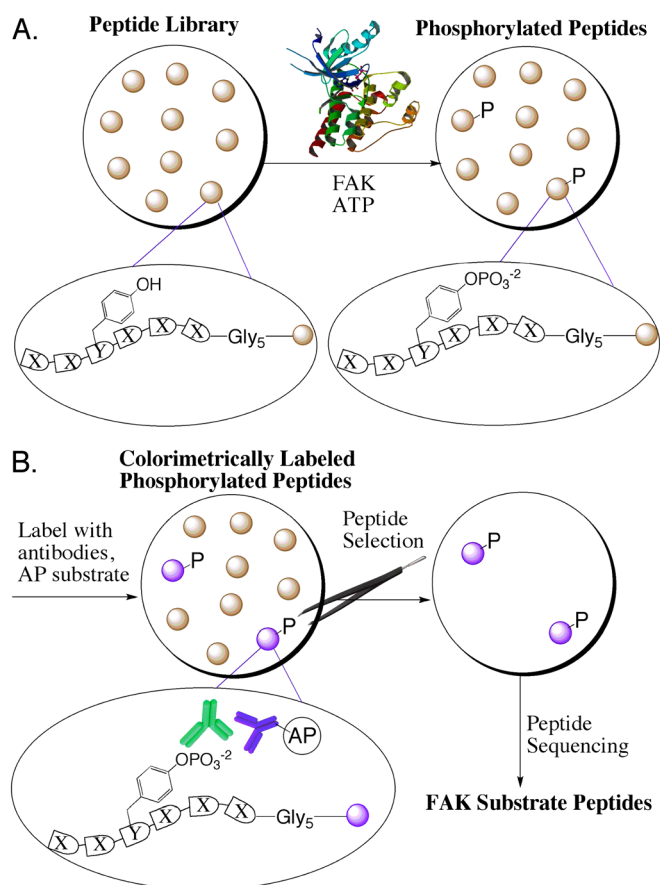 A.
Peptide Library
Phosphorylated Peptides
P
P
FAK
ATP
OH
X X Y X X X Gly5
OPO3-2
X X Y X X X Gly5
B.
Colorimetrically Labeled
Phosphorylated Peptides
Label with
antibodies,
AP substrate
P
P
Peptide
Selection
P
P
AP
OPO3-2
X X Y X X X Gly5
Peptide
Sequencing
FAK Substrate Peptides